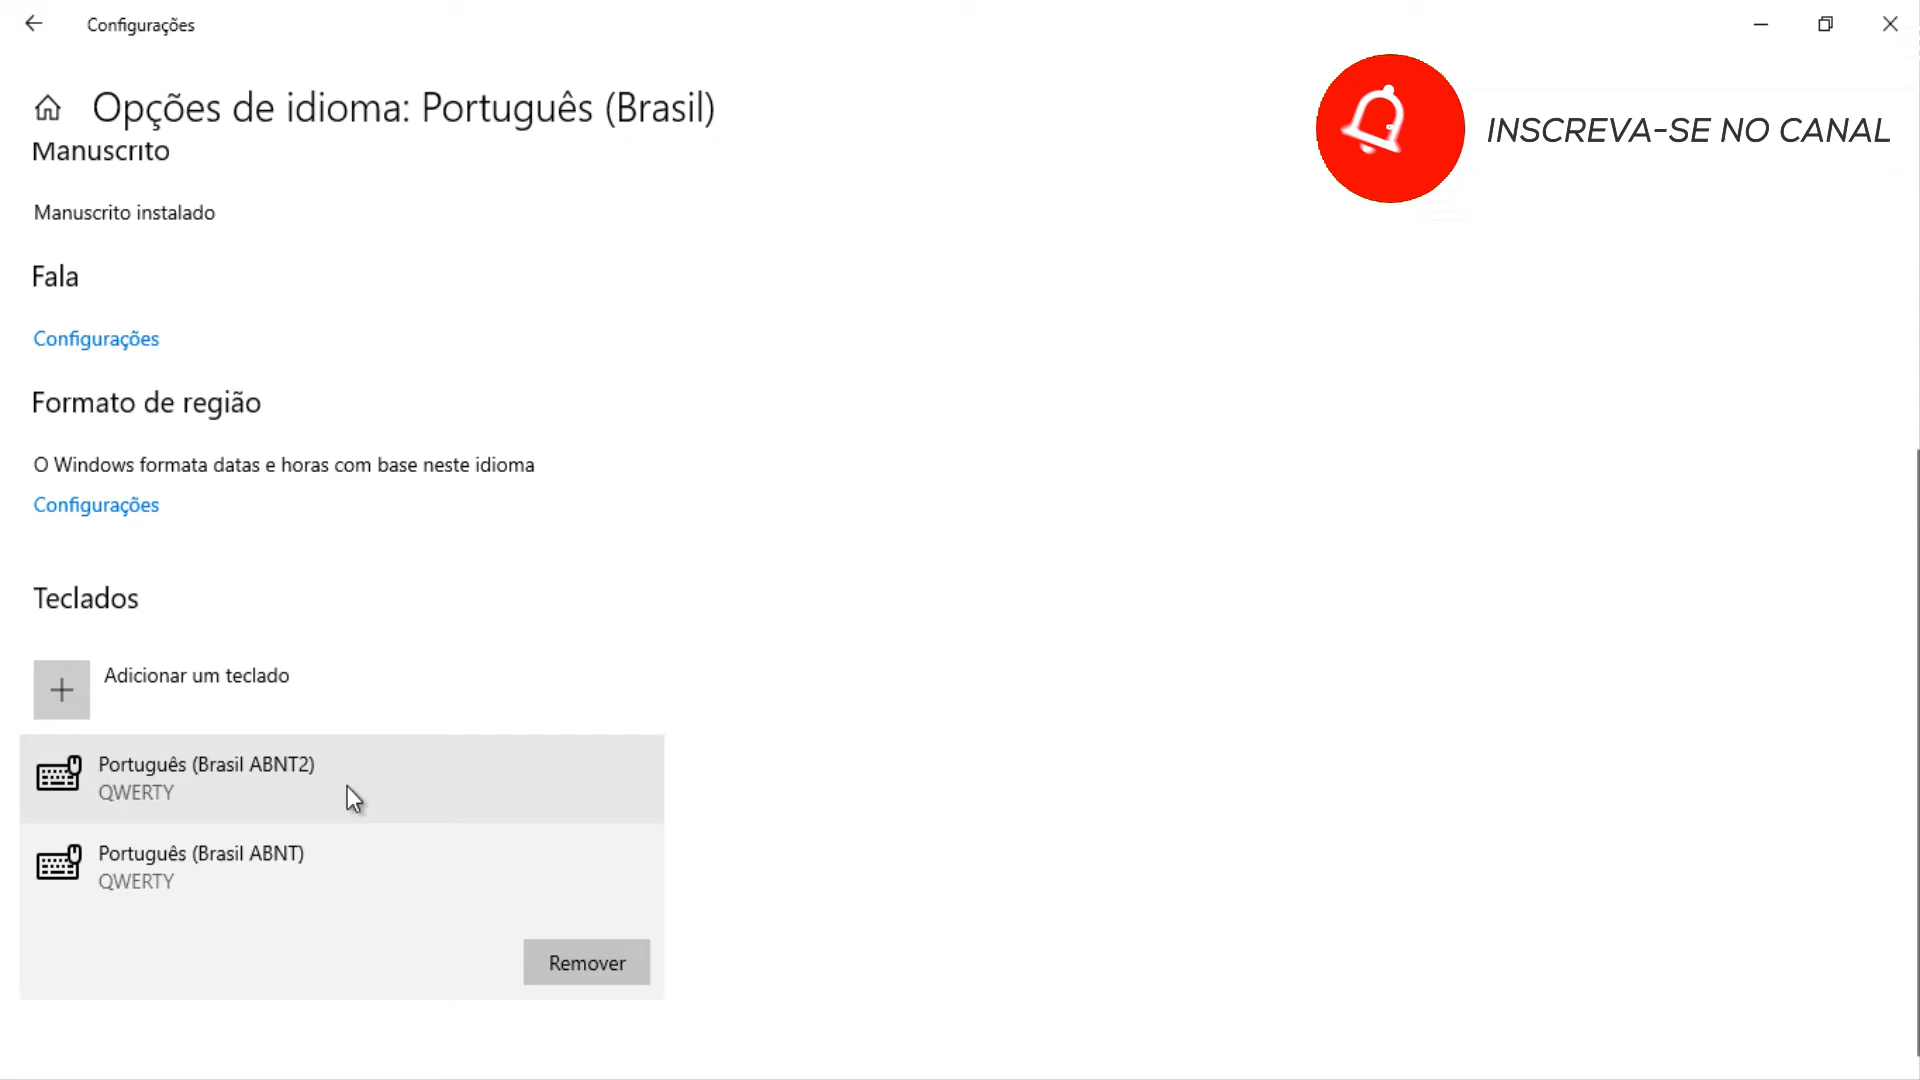 Configurações
Opções de idioma: Português (Brasil)
INSCREVA-SE NO CANAL
Manuscrito
Manuscrito instalado
Fala
Configurações
Formato de região
O Windows formata datas e horas com base neste idioma
Configurações
Teclados
Adicionar um teclado
Português (Brasil ABNT2)
QWERTY
Português (Brasil ABNT)
QWERTY
Remover